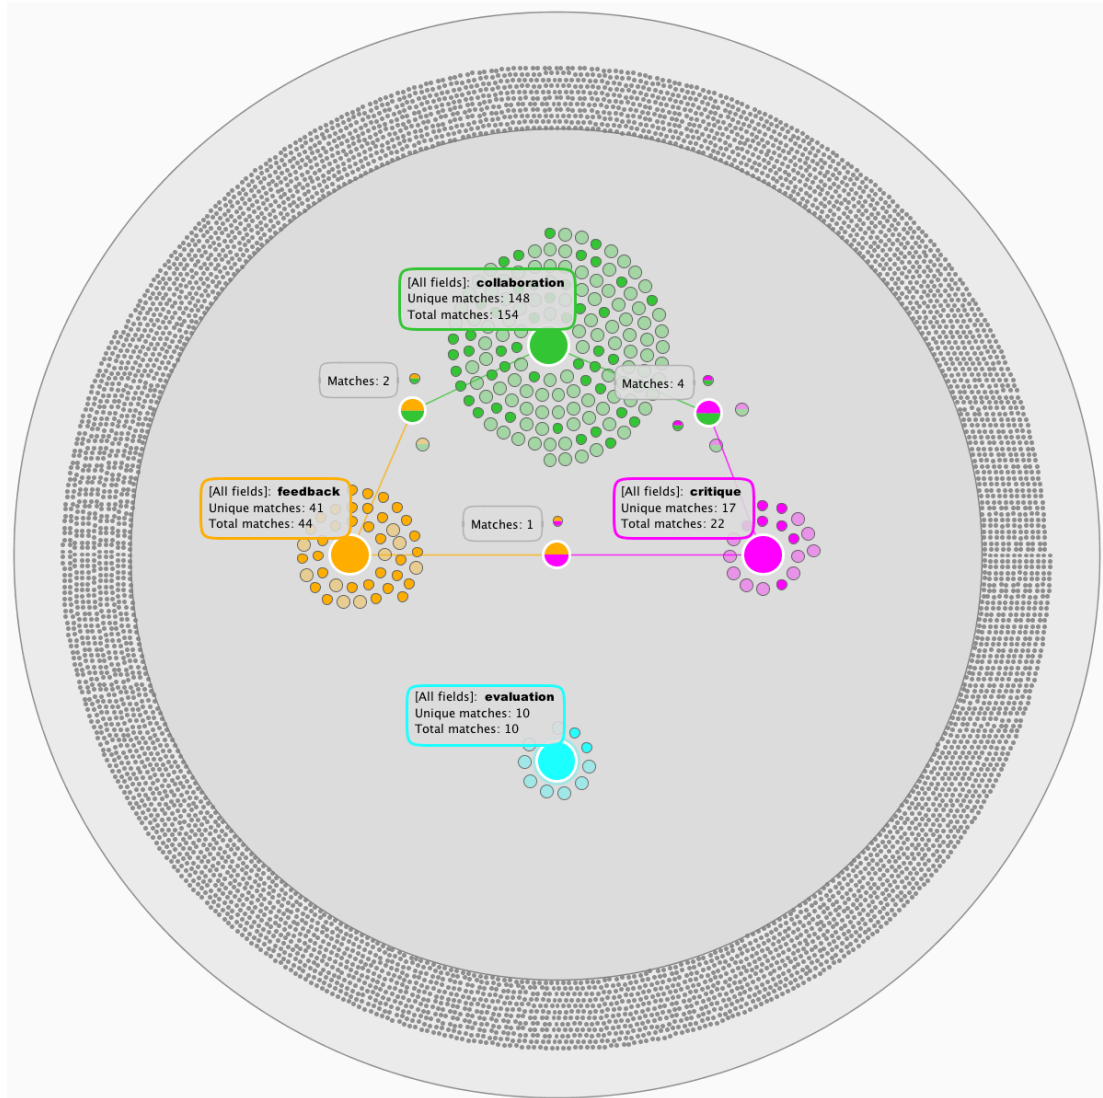 [All fields]: collaboration
Unique matches: 148
Total matches: 154
Matches: 2
Matches: 4
[All fields]: feedback
Unique matches: 41
Total matches: 44
Matches: 1
[All fields]: critique
Unique matches: 17
Total matches: 22
[All fields]: evaluation
Unique matches: 10
Total matches: 10